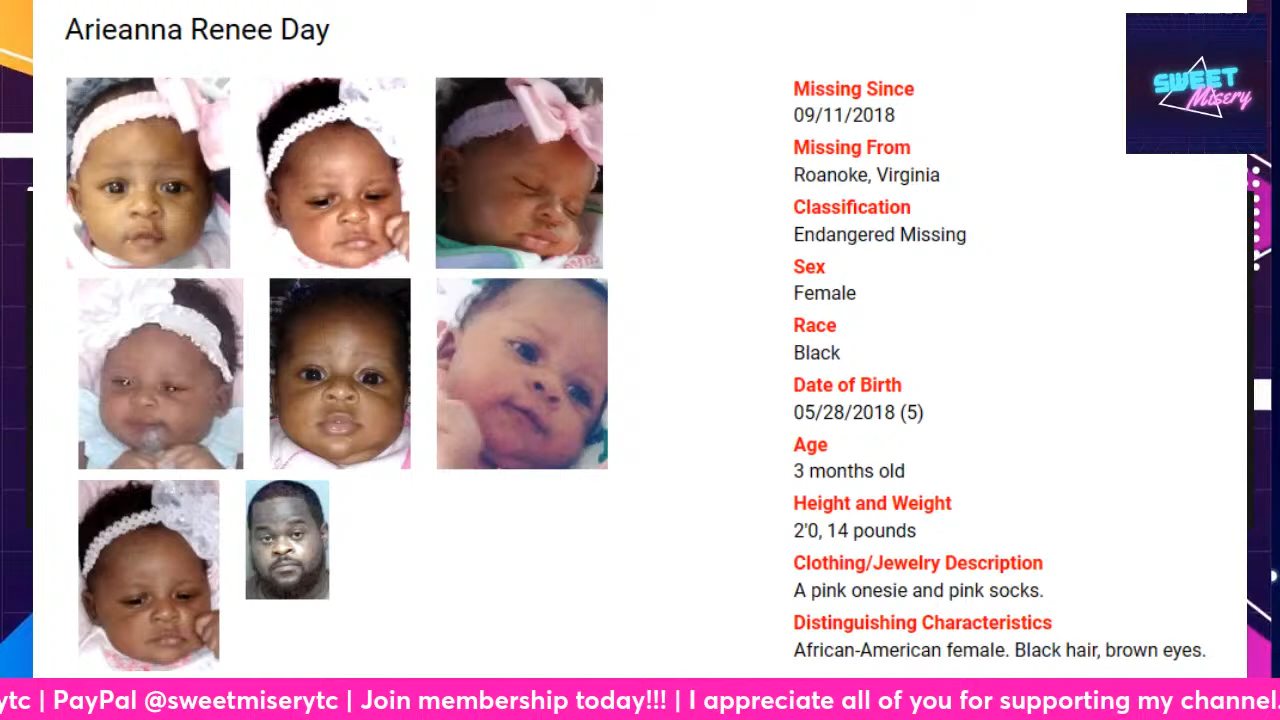 Arieanna Renee Day
SWEET
Misery
Missing Since
09/11/2018
Missing From
Roanoke, Virginia
Classification
Endangered Missing
Sex
Female
Race
Black
Date of Birth
05/28/2018 (5)
Age
3 months old
Height and Weight
2'0, 14 pounds
Clothing/Jewelry Description
A pink onesie and pink socks.
Distinguishing Characteristics
African-American female. Black hair, brown eyes.
ytc | PayPal @sweetmiserytc | Join membership today!!! | I appreciate all of you for supporting my channel.